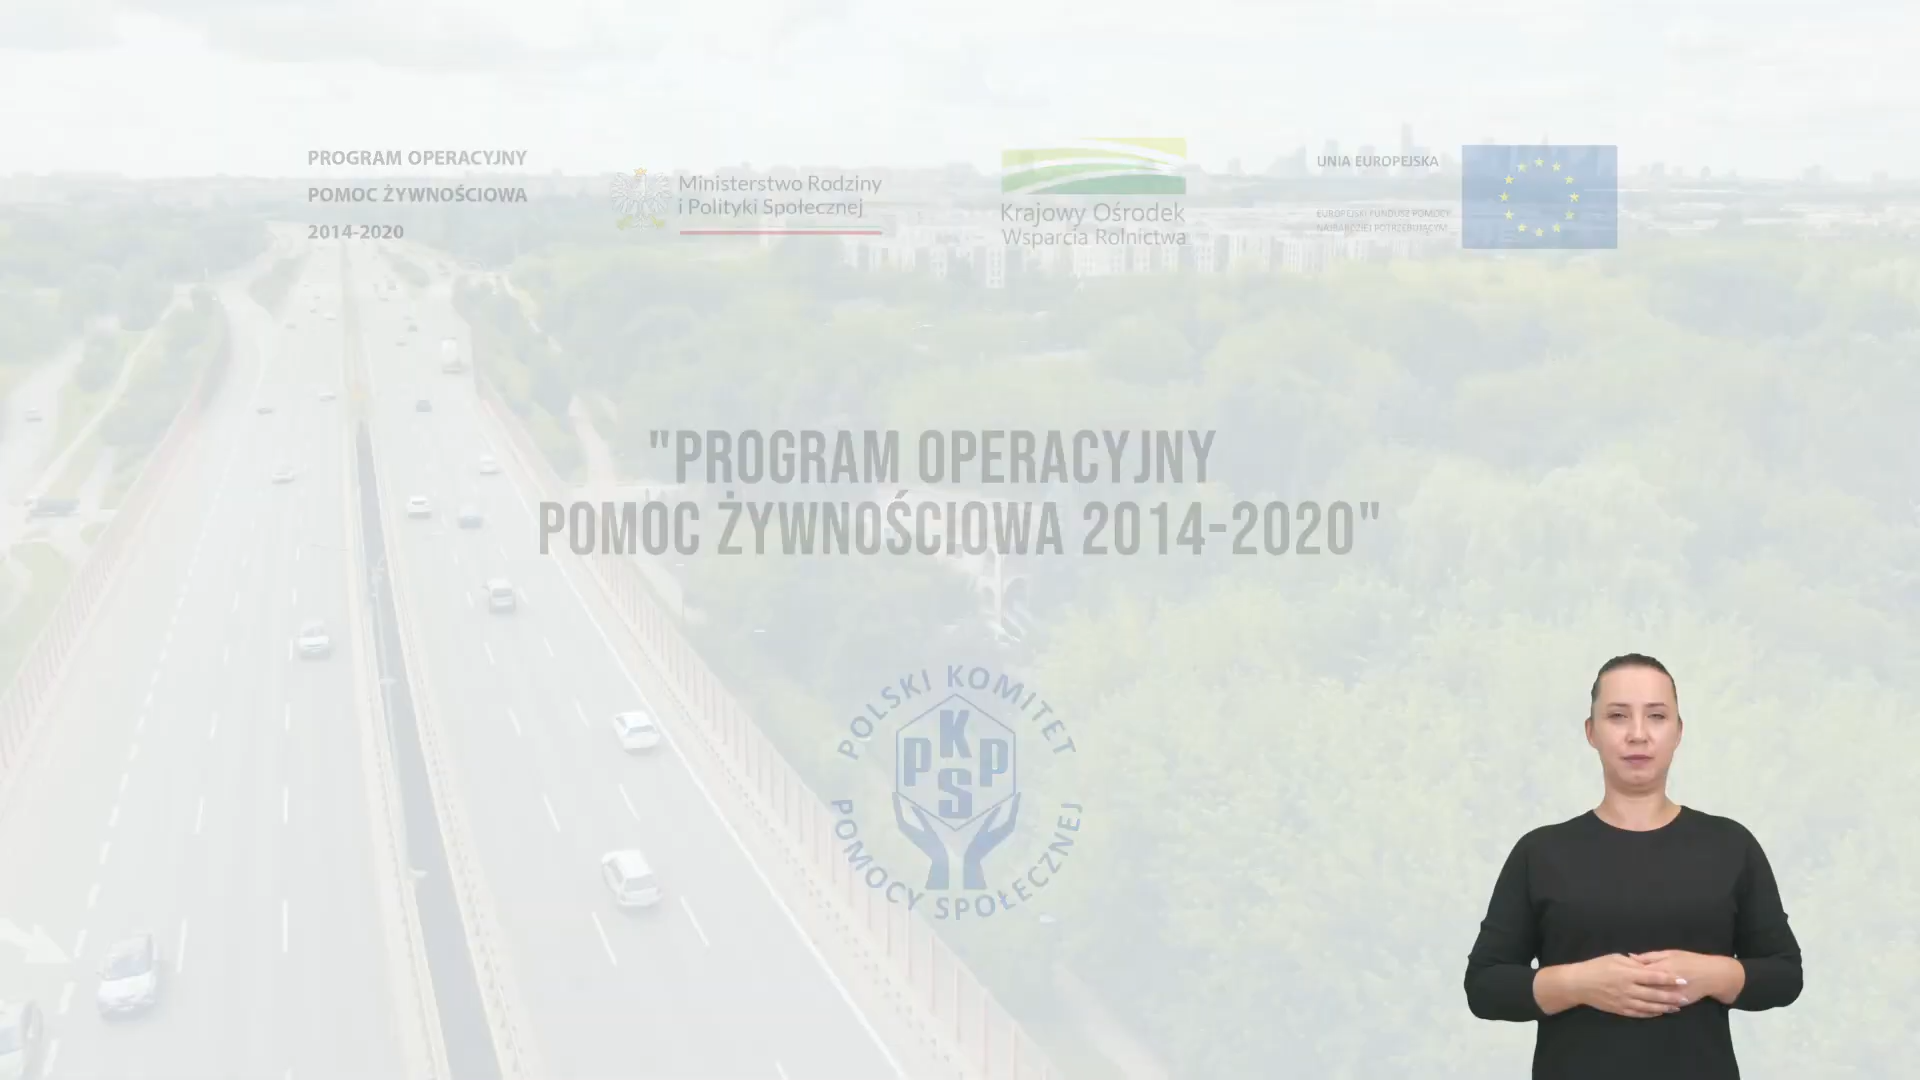 PROGRAM OPERACYJNY
POMOC ŻYWNOŚCIOWA
2014-2020
Ministerstwo Rodziny
i Polityki Społecznej
Krajowy Ośrodek
Wsparcia Rolnictwa
UNIA EUROPEJSKA
EUROPEJSKI FUNDUSZ POMOCY
NAJBARDZIEJ POTRZEBUJĄCYM
"PROGRAM OPERACYJNY
POMOC ŻYWNOŚCIOWA 2014-2020"
POLSKI KOMITET
PKPS
POMOCY SPOŁECZNEJ